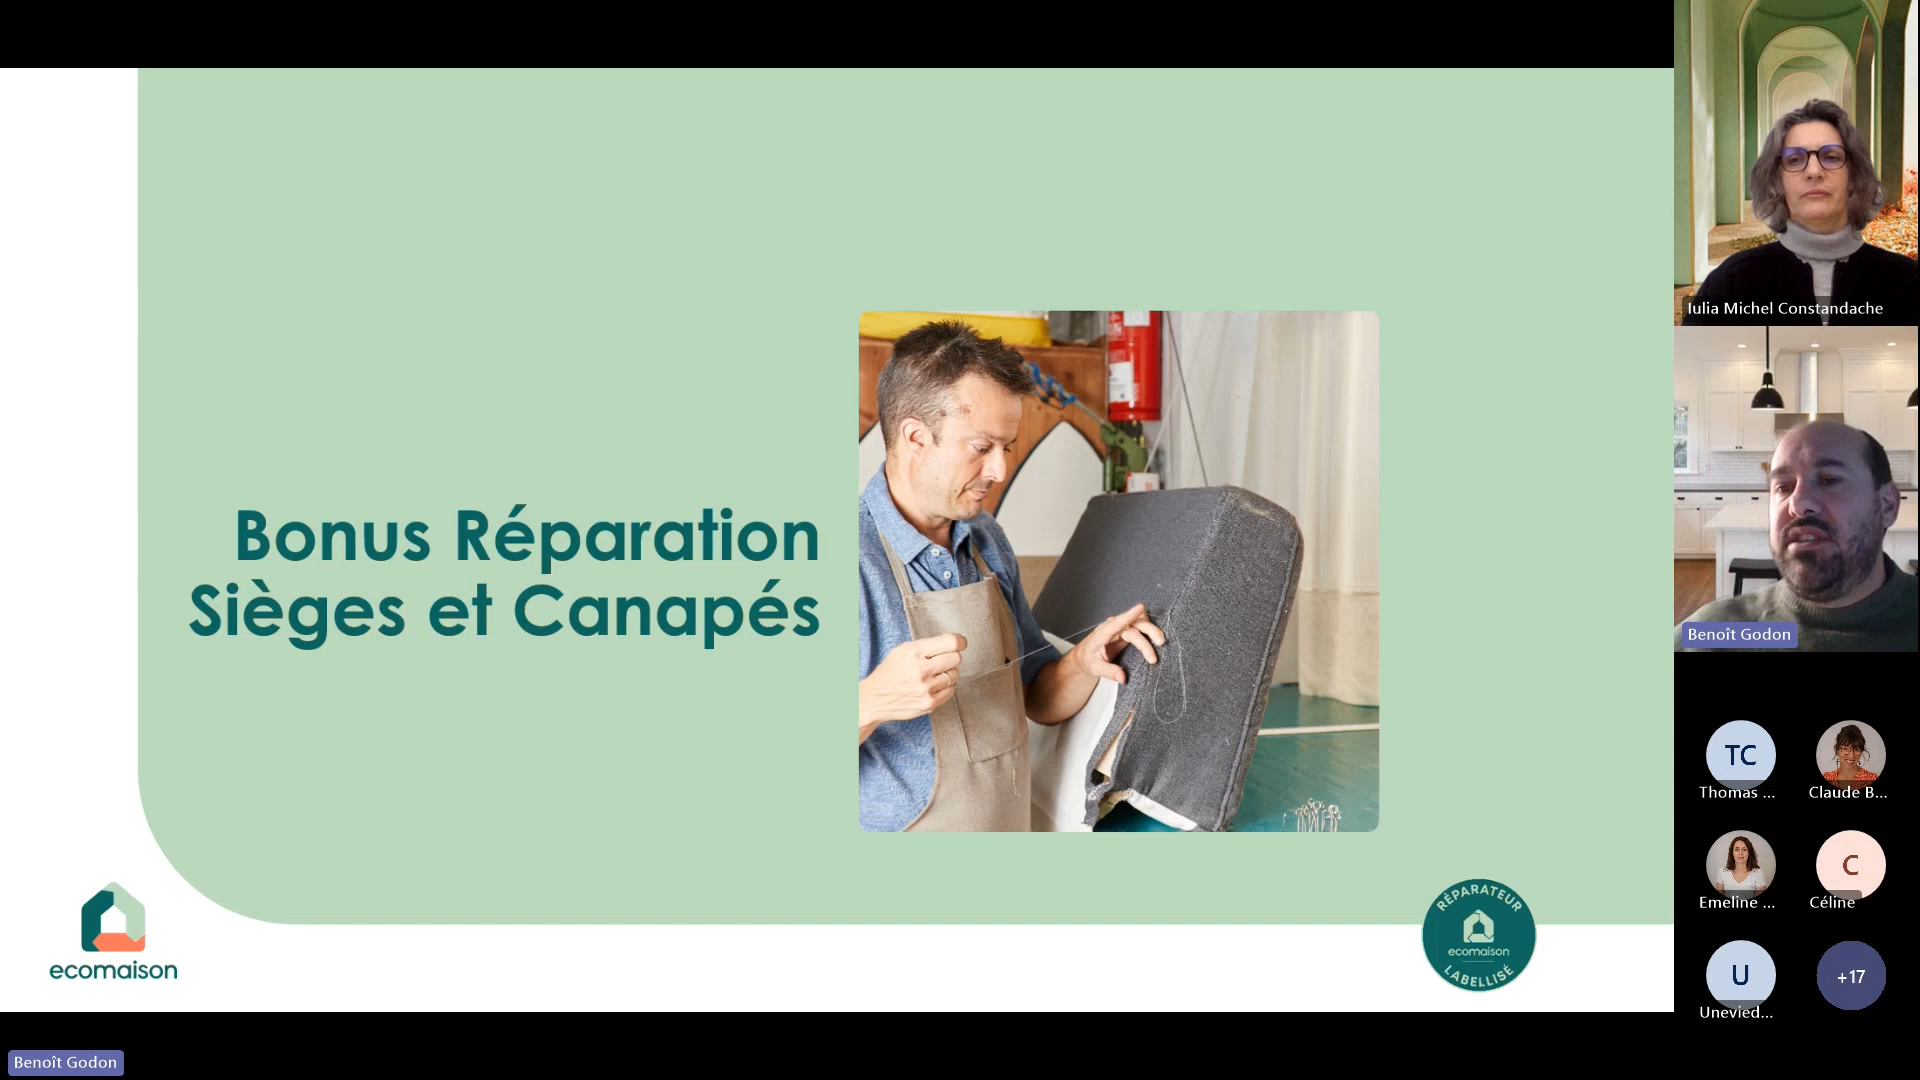 Bonus Réparation
Sièges et Canapés
ecomaison
RÉPARATEUR
ecomaison
LABELLISÉ
Iulia Michel Constandache
Benoît Godon
TC
Thomas ...
Claude B...
Emeline ...
C
Céline
U
Unevied...
+17
Benoît Godon